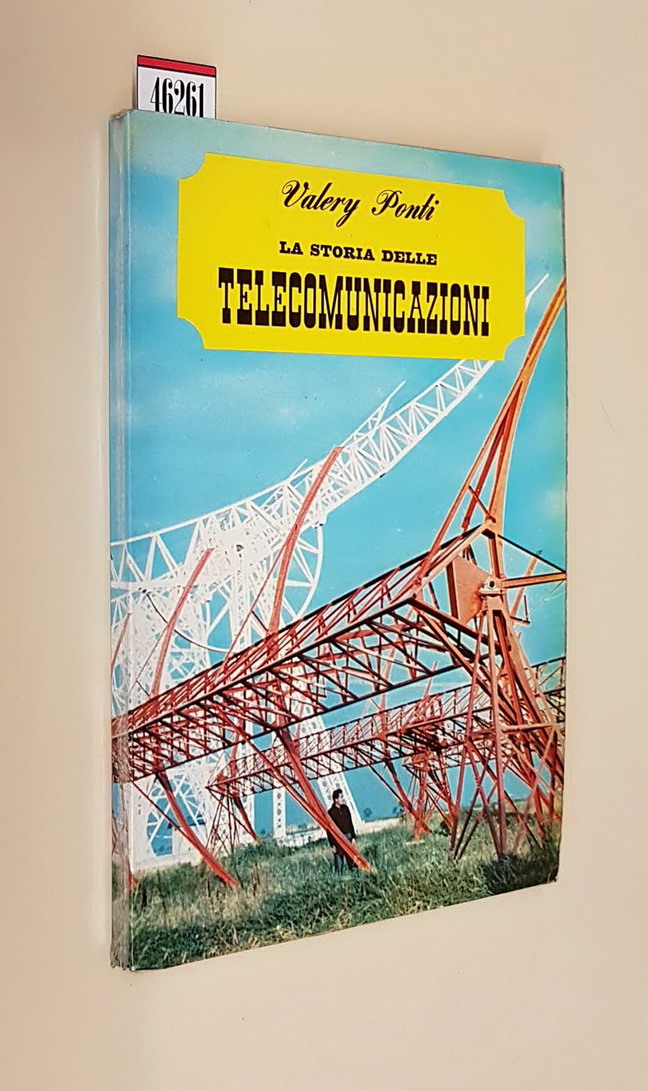 46261
Valery Ponti
LA STORIA DELLE
TELECOMUNICAZIONI